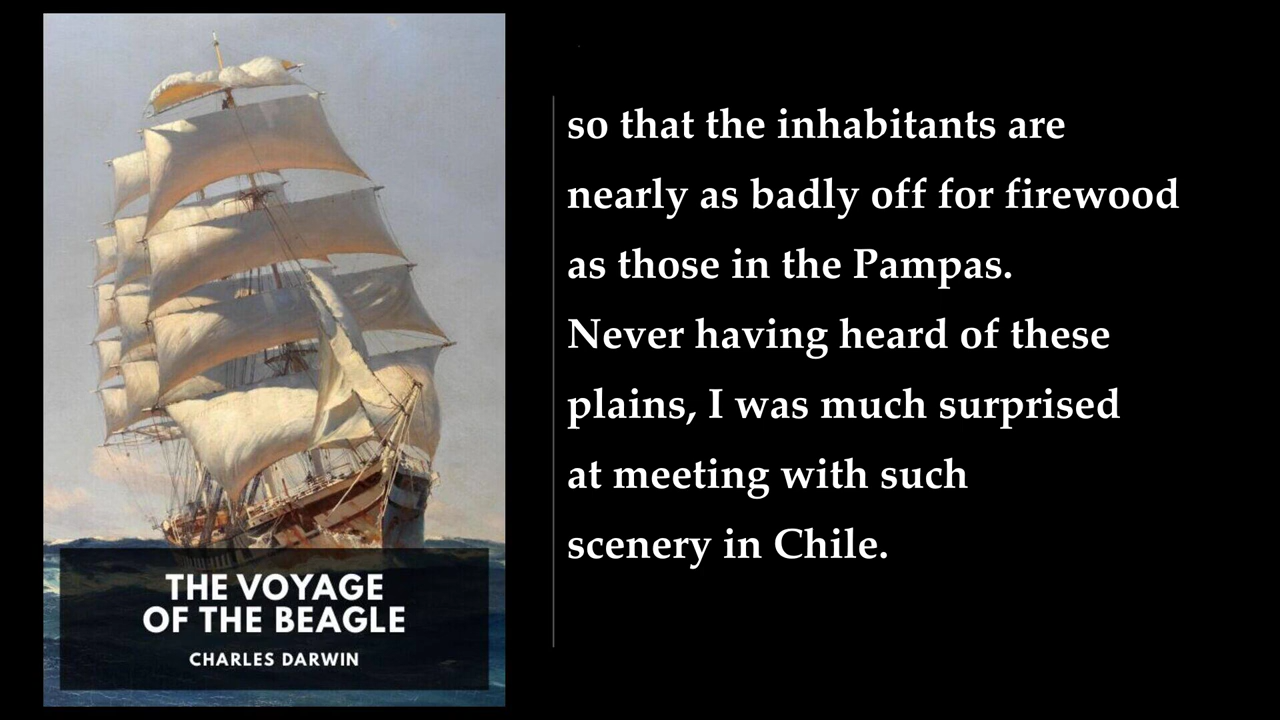 THE VOYAGE
OF THE BEAGLE
CHARLES DARWIN
so that the inhabitants are
nearly as badly off for firewood
as those in the Pampas.
Never having heard of these
plains, I was much surprised
at meeting with such
scenery in Chile.